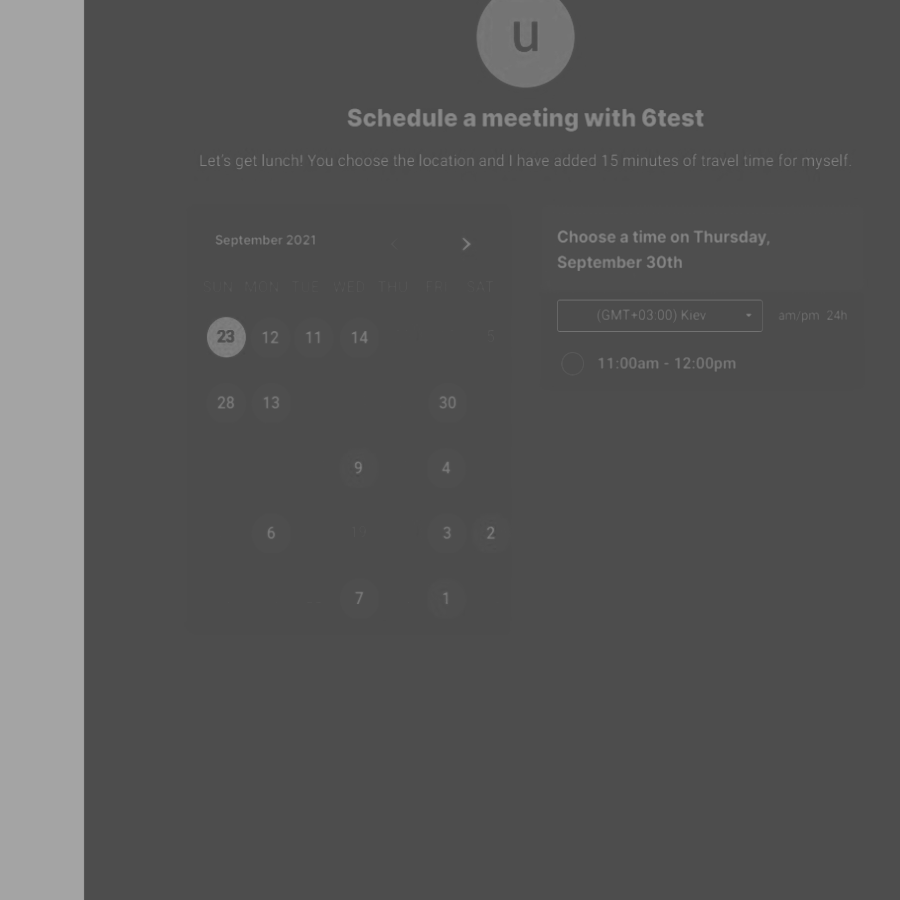 u
Schedule a meeting with 6test
Let's get lunch! You choose the location and I have added 15 minutes of travel time for myself.
September 2021
SUN MON TUE WED THU FRI SAT
23 12 11 14 5
28 13 30
9 4
6 3 2
7 1
Choose a time on Thursday,
September 30th
(GMT+03:00) Kiev
am/pm 24h
11:00am - 12:00pm